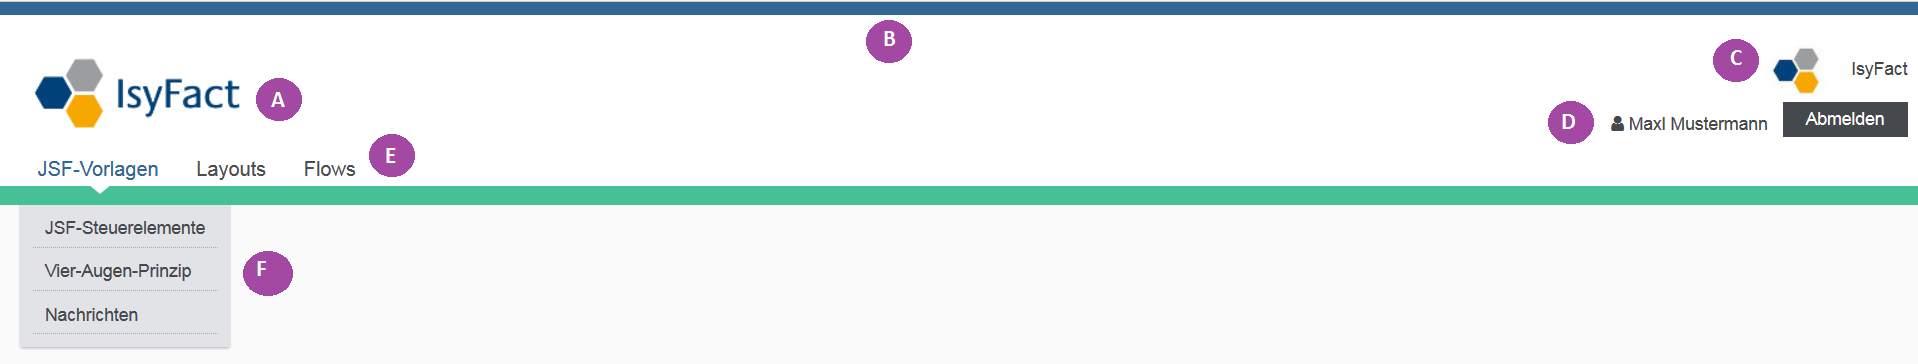 B
C
IsyFact
IsyFact
A
D
Maxl Mustermann
Abmelden
E
JSF-Vorlagen
Layouts
Flows
JSF-Steuerelemente
Vier-Augen-Prinzip
F
Nachrichten